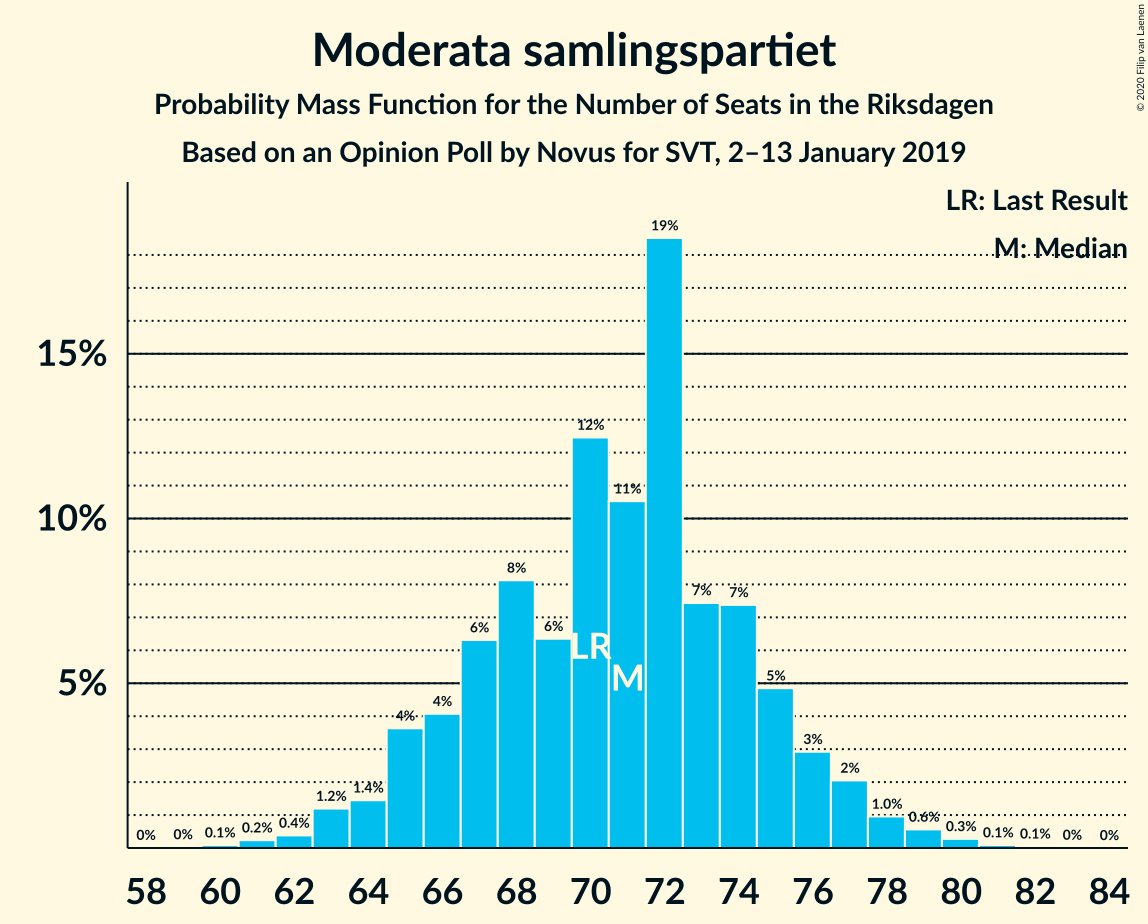 Moderata samlingspartiet
Probability Mass Function for the Number of Seats in the Riksdagen
Based on an Opinion Poll by Novus for SVT, 2–13 January 2019
© 2020 Filip van Laenen
LR: Last Result
M: Median
15%
10%
5%
0% 0% 0.1% 0.2% 0.4% 1.2% 1.4% 4% 4% 6% 8% 6% 12% 11% 19% 7% 7% 5% 3% 2% 1.0% 0.6% 0.3% 0.1% 0.1% 0% 0%
LR
M
58 60 62 64 66 68 70 72 74 76 78 80 82 84